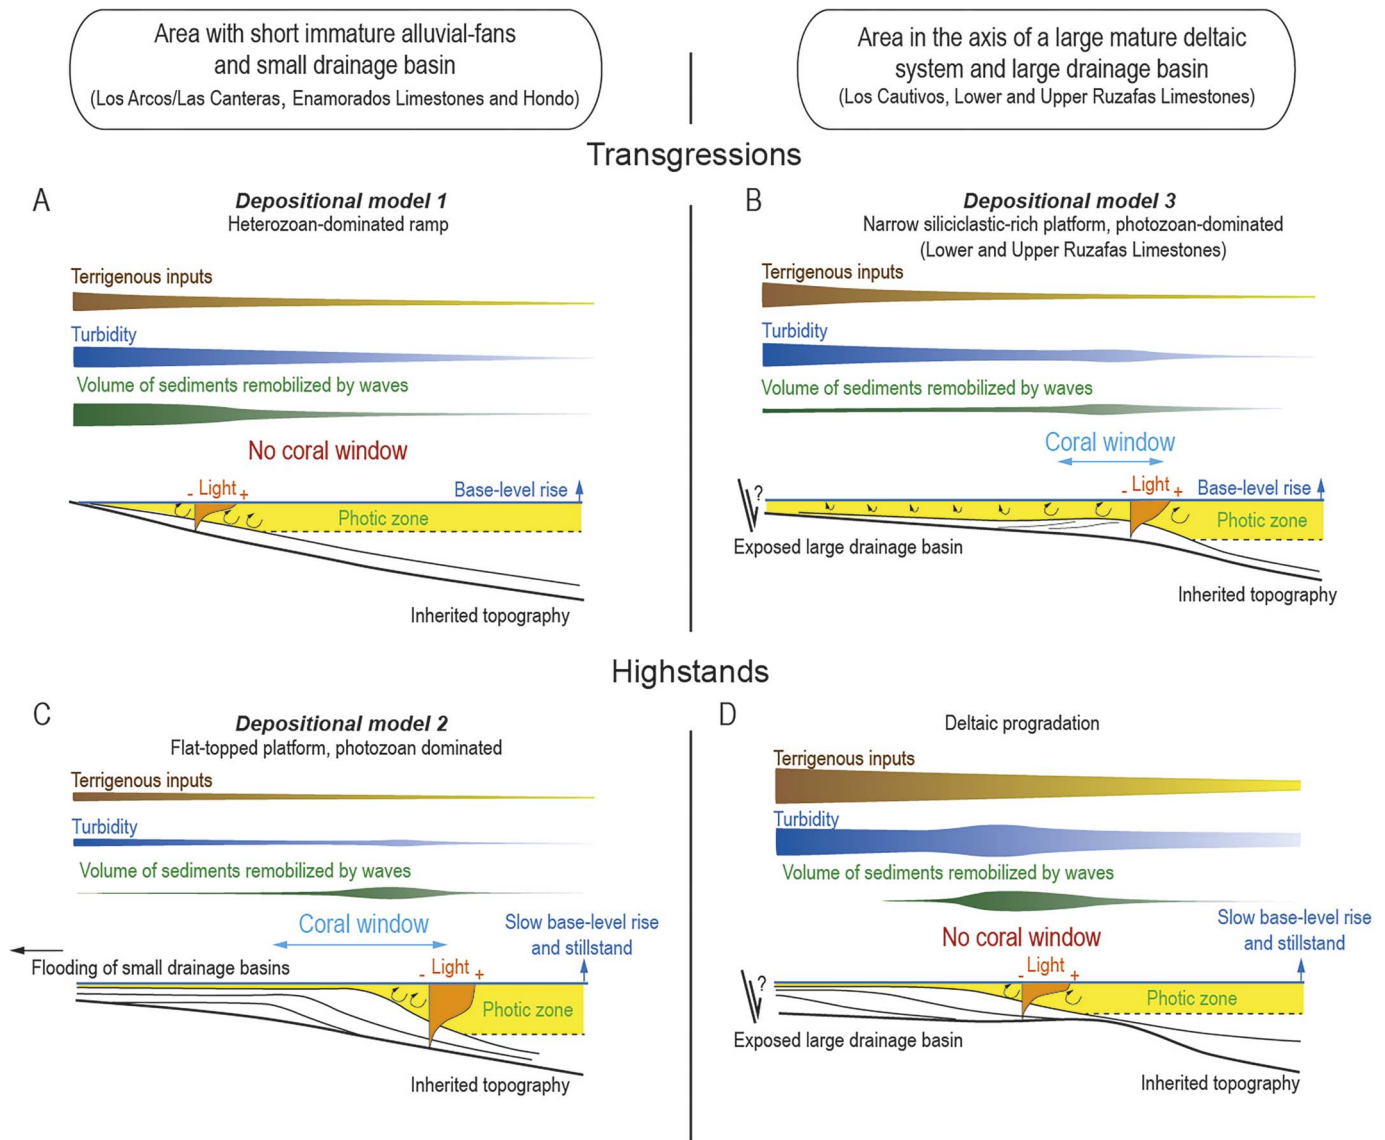 Area with short immature alluvial-fans
and small drainage basin
(Los Arcos/Las Canteras, Enamorados Limestones and Hondo)
Area in the axis of a large mature deltaic
system and large drainage basin
(Los Cautivos, Lower and Upper Ruzafas Limestones)
Transgressions
A
Depositional model 1
Heterozoan-dominated ramp
Terrigenous inputs
Turbidity
Volume of sediments remobilized by waves
No coral window
- Light +
Base-level rise
Photic zone
Inherited topography
B
Depositional model 3
Narrow siliciclastic-rich platform, photozoan-dominated
(Lower and Upper Ruzafas Limestones)
Terrigenous inputs
Turbidity
Volume of sediments remobilized by waves
Coral window
- Light +
Base-level rise
?
Photic zone
Exposed large drainage basin
Inherited topography
Highstands
C
Depositional model 2
Flat-topped platform, photozoan dominated
Terrigenous inputs
Turbidity
Volume of sediments remobilized by waves
Coral window
Slow base-level rise
and stillstand
Flooding of small drainage basins
- Light +
Photic zone
Inherited topography
D
Deltaic progradation
Terrigenous inputs
Turbidity
Volume of sediments remobilized by waves
No coral window
Slow base-level rise
and stillstand
- Light +
?
Photic zone
Exposed large drainage basin
Inherited topography